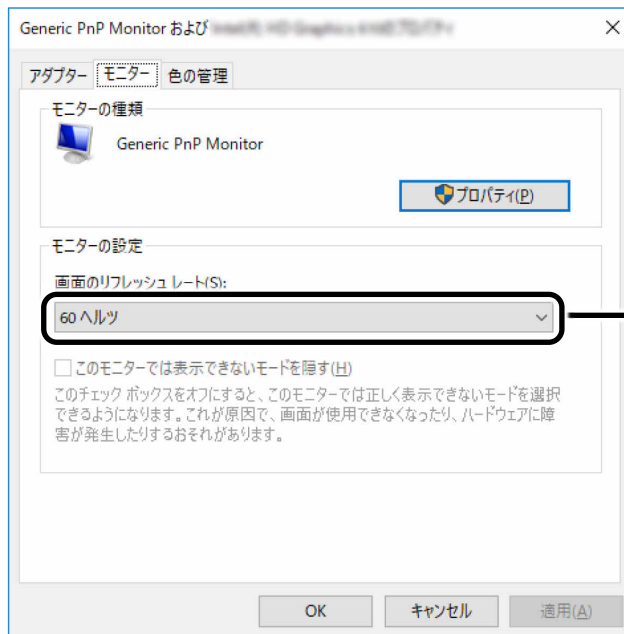 Generic PnP Monitor および
アダプター モニター 色の管理
モニターの種類
Generic PnP Monitor
プロパティ(P)
モニターの設定
画面のリフレッシュ レート(S):
60 ヘルツ
このモニターでは表示できないモードを隠す(H)
このチェック ボックスをオフにすると、このモニターでは正しく表示できないモードを選択
できるようになります。これが原因で、画面が使用できなくなったり、ハードウェアに障
害が発生したりするおそれがあります。
OK キャンセル 適用(A)